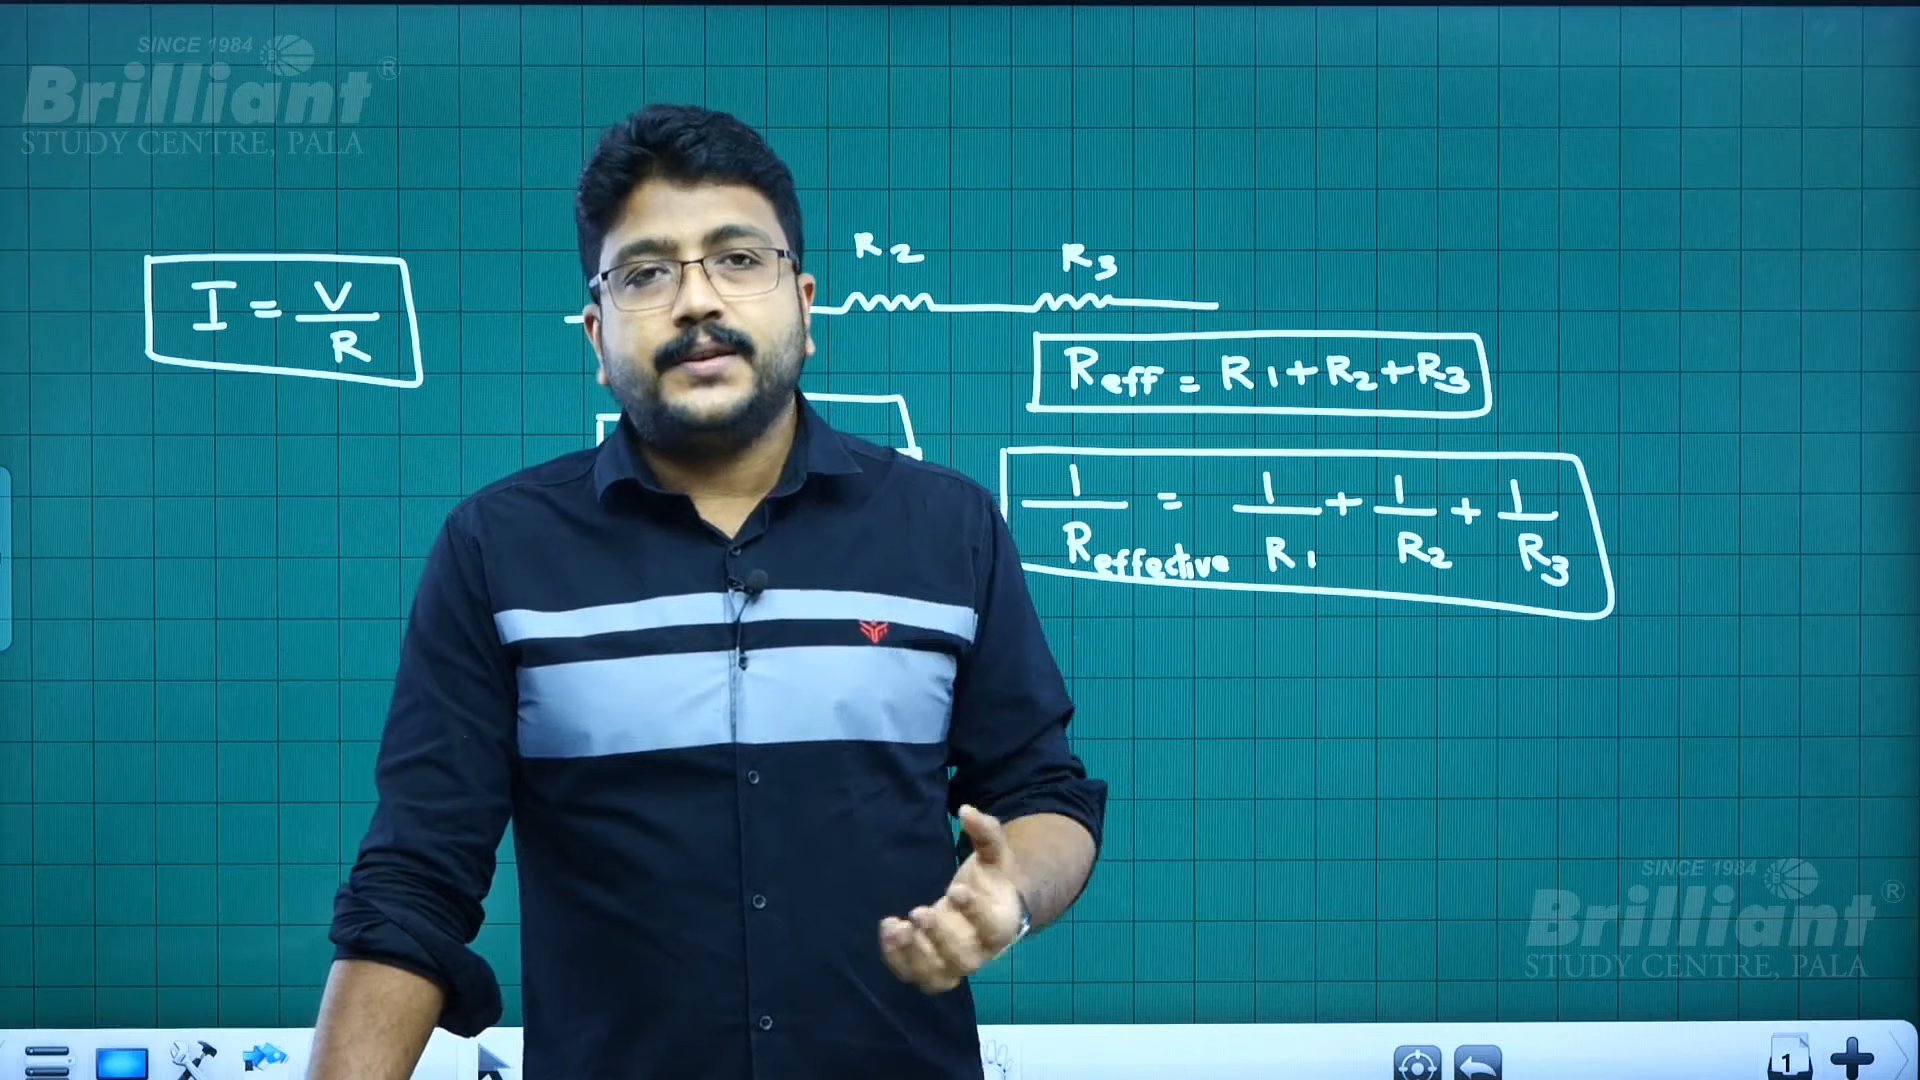 SINCE 1984
Brilliant®
STUDY CENTRE, PALA
R2
R3
I = V/R
Reff = R1+R2+R3
1/Reffective = 1/R1 + 1/R2 + 1/R3
SINCE 1984
Brilliant®
STUDY CENTRE, PALA
1